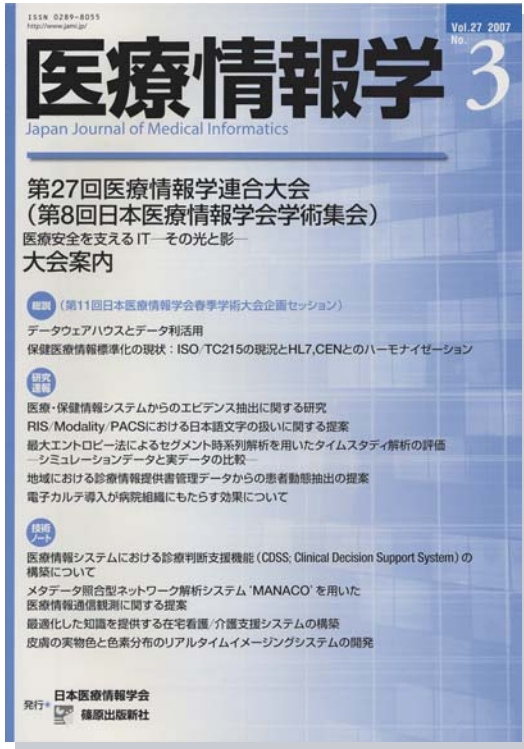 ISSN 0289-8055
http://www.jami.jp/
Vol.27 2007
No.3
医療情報学
Japan Journal of Medical Informatics
第27回医療情報学連合大会
(第8回日本医療情報学会学術集会)
医療安全を支える IT―その光と影―
大会案内
総説 (第11回日本医療情報学会春季学術大会企画セッション)
データウェアハウスとデータ利活用
保健医療情報標準化の現状:ISO/TC215の現況とHL7,CENとのハーモナイゼーション
研究
速報
医療・保健情報システムからのエビデンス抽出に関する研究
RIS/Modality/PACSにおける日本語文字の扱いに関する提案
最大エントロピー法によるセグメント時系列解析を用いたタイムスタディ解析の評価
―シミュレーションデータと実データの比較―
地域における診療情報提供書管理データからの患者動態抽出の提案
電子カルテ導入が病院組織にもたらす効果について
技術
ノート
医療情報システムにおける診療判断支援機能(CDSS; Clinical Decision Support System)の
構築について
メタデータ照合型ネットワーク解析システム'MANACO'を用いた
医療情報通信観測に関する提案
最適化した知識を提供する在宅看護/介護支援システムの構築
皮膚の実物色と色素分布のリアルタイムイメージングシステムの開発
発行● 日本医療情報学会
篠原出版新社